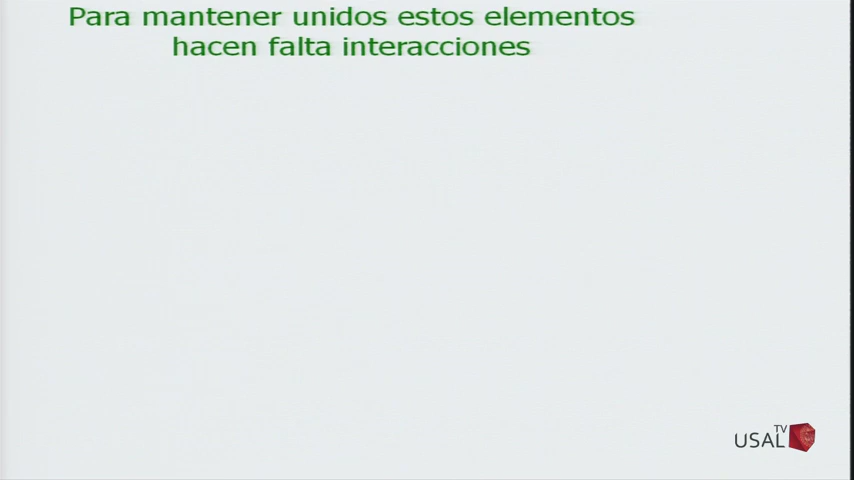 Para mantener unidos estos elementos
hacen falta interacciones
TV
USAL